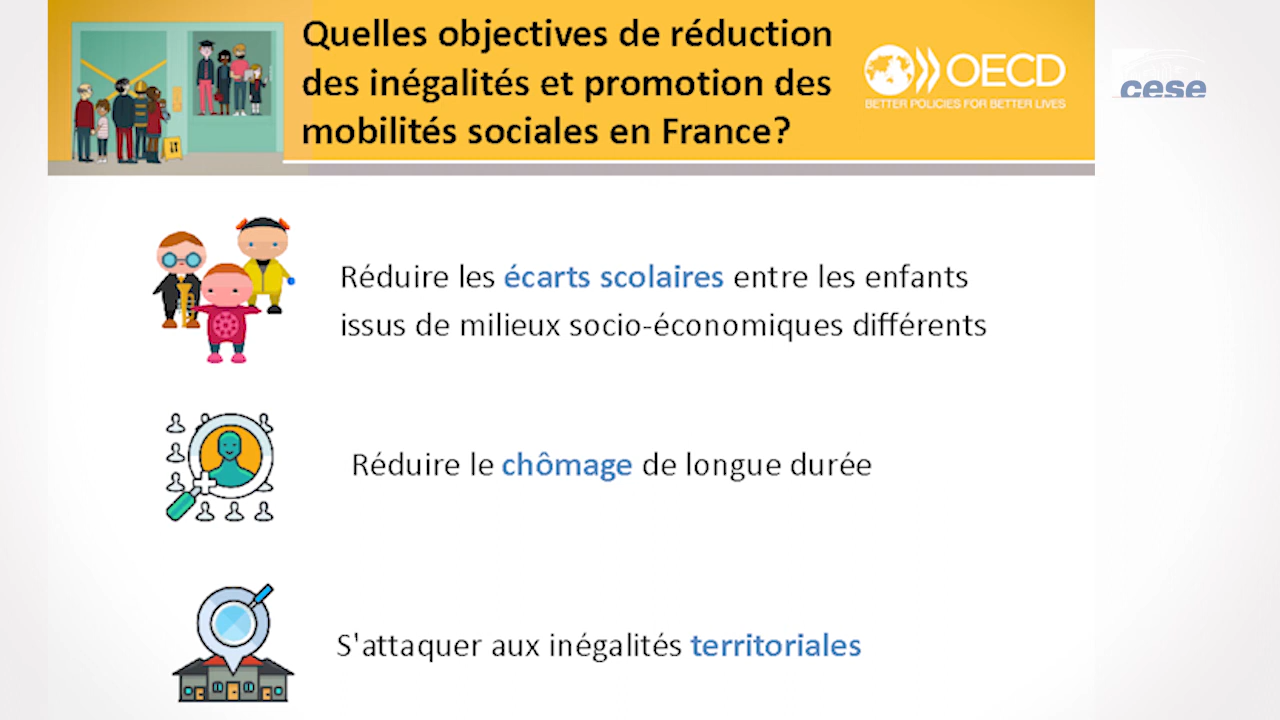 Quelles objectives de réduction
des inégalités et promotion des
mobilités sociales en France?
OECD
BETTER POLICIES FOR BETTER LIVES
cese
Réduire les écarts scolaires entre les enfants
issus de milieux socio-économiques différents
Réduire le chômage de longue durée
S'attaquer aux inégalités territoriales